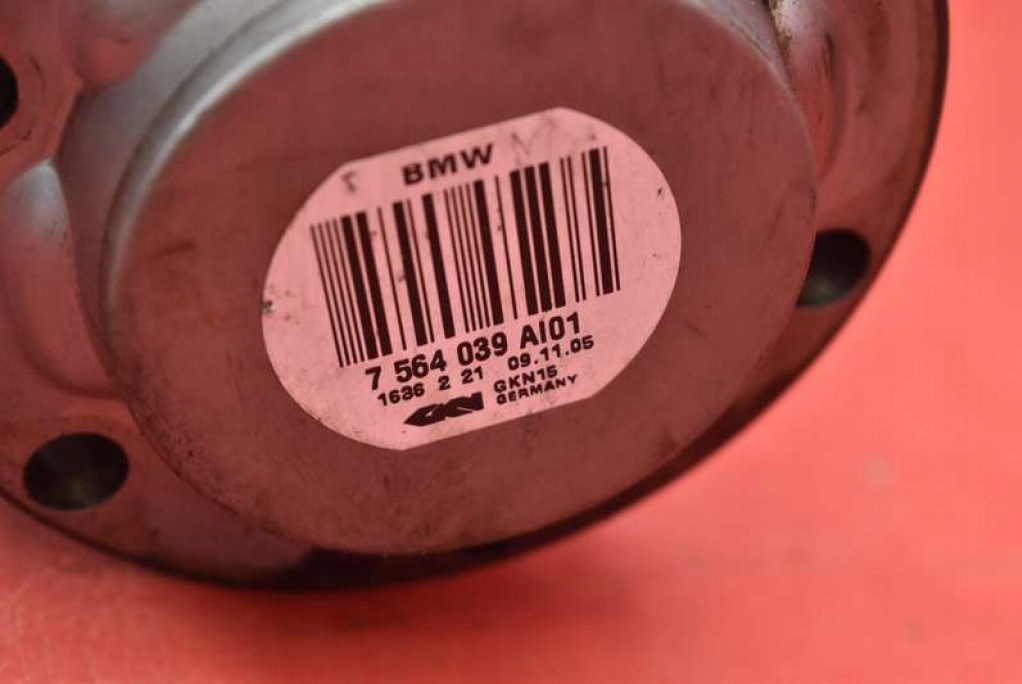 BMW
7 564 039 AI01
1636 2 21 09.11.05
GKN GKN15
GERMANY